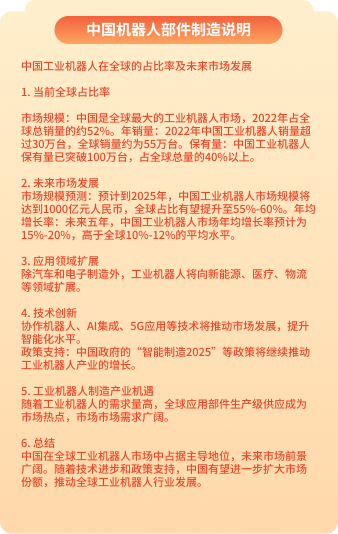 中国机器人部件制造说明
中国工业机器人在全球的占比率及未来市场发展
1. 当前全球占比率
市场规模：中国是全球最大的工业机器人市场，2022年占全
球总销量的约52%。年销量：2022年中国工业机器人销量超
过30万台，全球销量约为55万台。保有量：中国工业机器人
保有量已突破100万台，占全球总量的40%以上。
2. 未来市场发展
市场规模预测：预计到2025年，中国工业机器人市场规模将
达到1000亿元人民币，全球占比有望提升至55%-60%。年均
增长率：未来五年，中国工业机器人市场年均增长率预计为
15%-20%，高于全球10%-12%的平均水平。
3. 应用领域扩展
除汽车和电子制造外，工业机器人将向新能源、医疗、物流
等领域扩展。
4. 技术创新
协作机器人、AI集成、5G应用等技术将推动市场发展，提升
智能化水平。
政策支持：中国政府的“智能制造2025”等政策将继续推动
工业机器人产业的增长。
5. 工业机器人制造产业机遇
随着工业机器人的需求量高，全球应用部件生产级供应成为
市场热点，市场市场需求广阔。
6. 总结
中国在全球工业机器人市场中占据主导地位，未来市场前景
广阔。随着技术进步和政策支持，中国有望进一步扩大市场
份额，推动全球工业机器人行业发展。